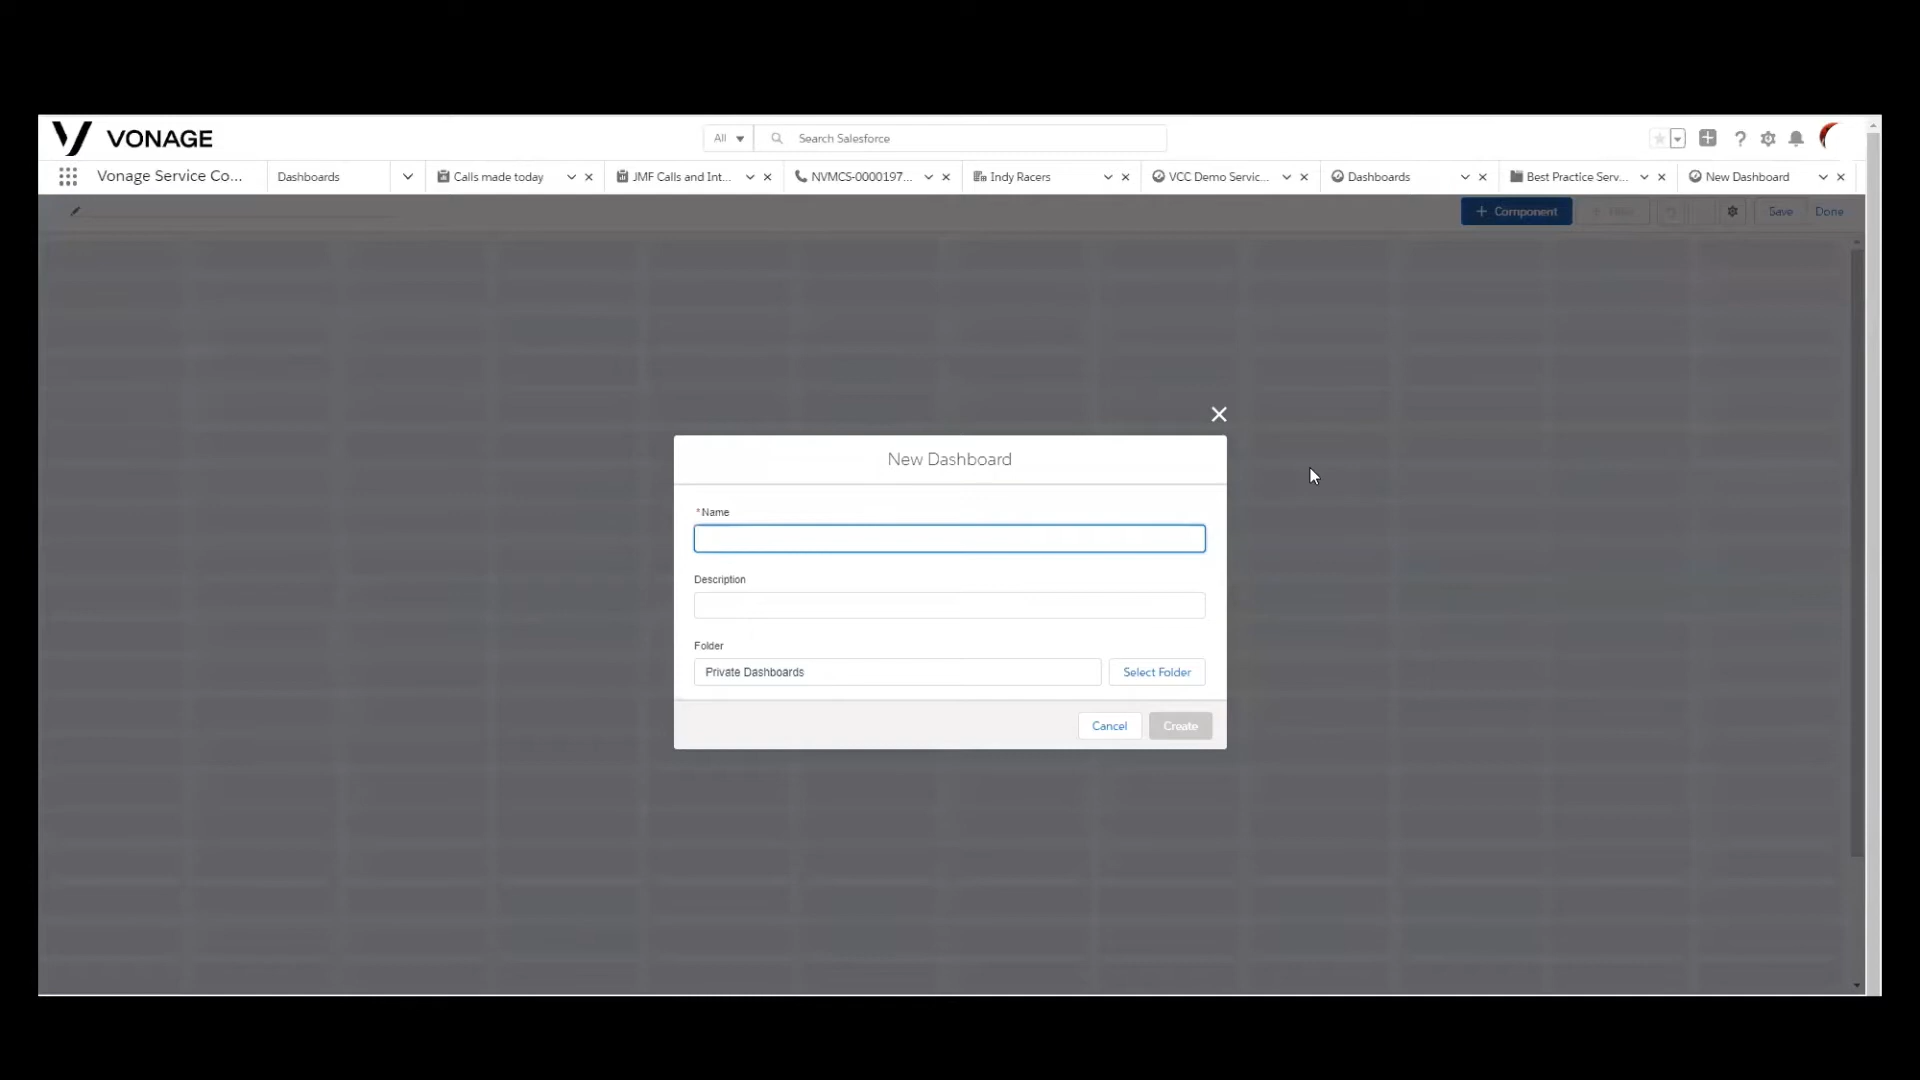 VONAGE
All
Search Salesforce
Vonage Service Co...
Dashboards
Calls made today
JMF Calls and Int...
NVMCS-0000197...
Indy Racers
VCC Demo Servic...
Dashboards
Best Practice Serv...
New Dashboard
+ Component
Save
Done
New Dashboard
*Name
Description
Folder
Private Dashboards
Select Folder
Cancel
Create